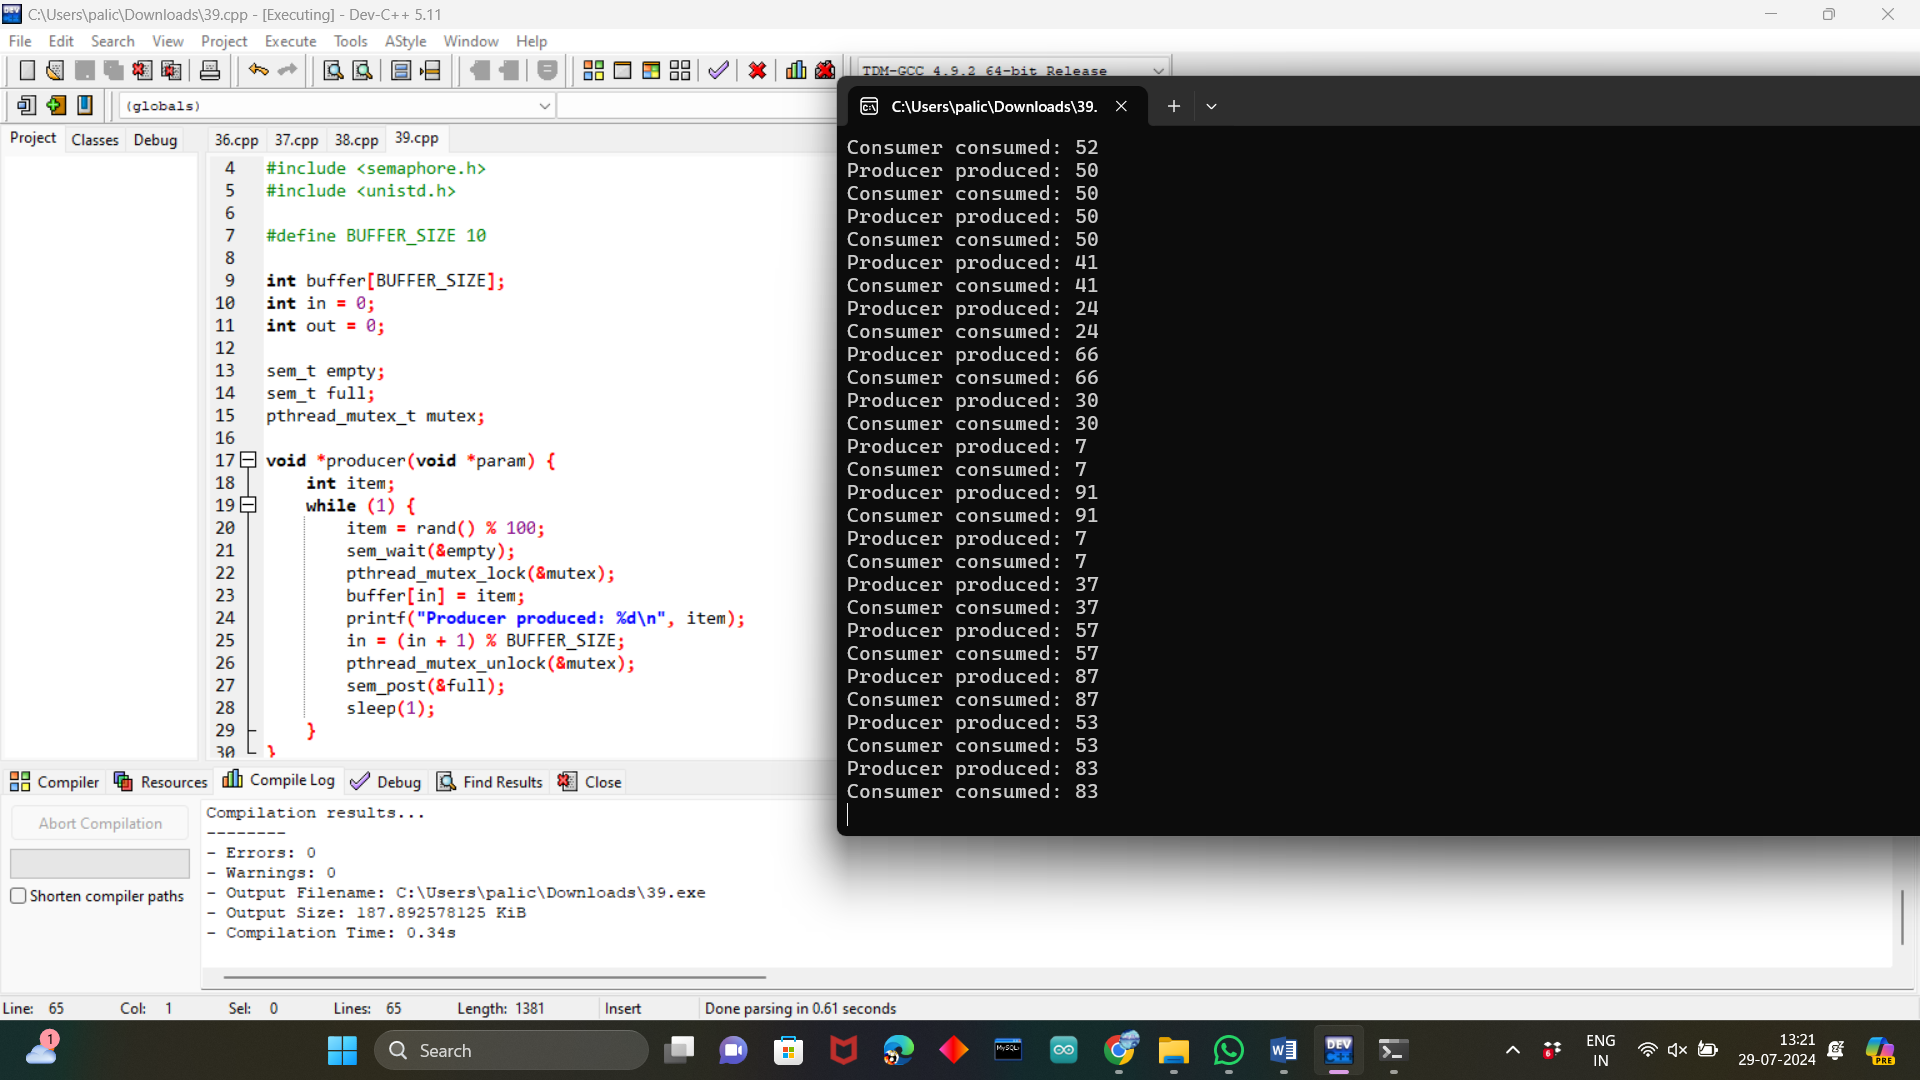 C:\Users\palic\Downloads\39.cpp - [Executing] - Dev-C++ 5.11
File Edit Search View Project Execute Tools AStyle Window Help
TDM-GCC 4.9.2 64-bit Release
(globals)
Project Classes Debug
36.cpp 37.cpp 38.cpp 39.cpp
4 #include <semaphore.h>
5 #include <unistd.h>
6
7 #define BUFFER_SIZE 10
8
9 int buffer[BUFFER_SIZE];
10 int in = 0;
11 int out = 0;
12
13 sem_t empty;
14 sem_t full;
15 pthread_mutex_t mutex;
16
17 void *producer(void *param) {
18 int item;
19 while (1) {
20 item = rand() % 100;
21 sem_wait(&empty);
22 pthread_mutex_lock(&mutex);
23 buffer[in] = item;
24 printf("Producer produced: %d\n", item);
25 in = (in + 1) % BUFFER_SIZE;
26 pthread_mutex_unlock(&mutex);
27 sem_post(&full);
28 sleep(1);
29 }
30 }
C:\Users\palic\Downloads\39.
Consumer consumed: 52
Producer produced: 50
Consumer consumed: 50
Producer produced: 50
Consumer consumed: 50
Producer produced: 41
Consumer consumed: 41
Producer produced: 24
Consumer consumed: 24
Producer produced: 66
Consumer consumed: 66
Producer produced: 30
Consumer consumed: 30
Producer produced: 7
Consumer consumed: 7
Producer produced: 91
Consumer consumed: 91
Producer produced: 7
Consumer consumed: 7
Producer produced: 37
Consumer consumed: 37
Producer produced: 57
Consumer consumed: 57
Producer produced: 87
Consumer consumed: 87
Producer produced: 53
Consumer consumed: 53
Producer produced: 83
Consumer consumed: 83
Compiler Resources Compile Log Debug Find Results Close
Abort Compilation
Shorten compiler paths
Compilation results...
--------
- Errors: 0
- Warnings: 0
- Output Filename: C:\Users\palic\Downloads\39.exe
- Output Size: 187.892578125 KiB
- Compilation Time: 0.34s
Line: 65 Col: 1 Sel: 0 Lines: 65 Length: 1381 Insert Done parsing in 0.61 seconds
1
Search
MySQL
DEV
C++
6
ENG
IN
13:21
29-07-2024
PRE